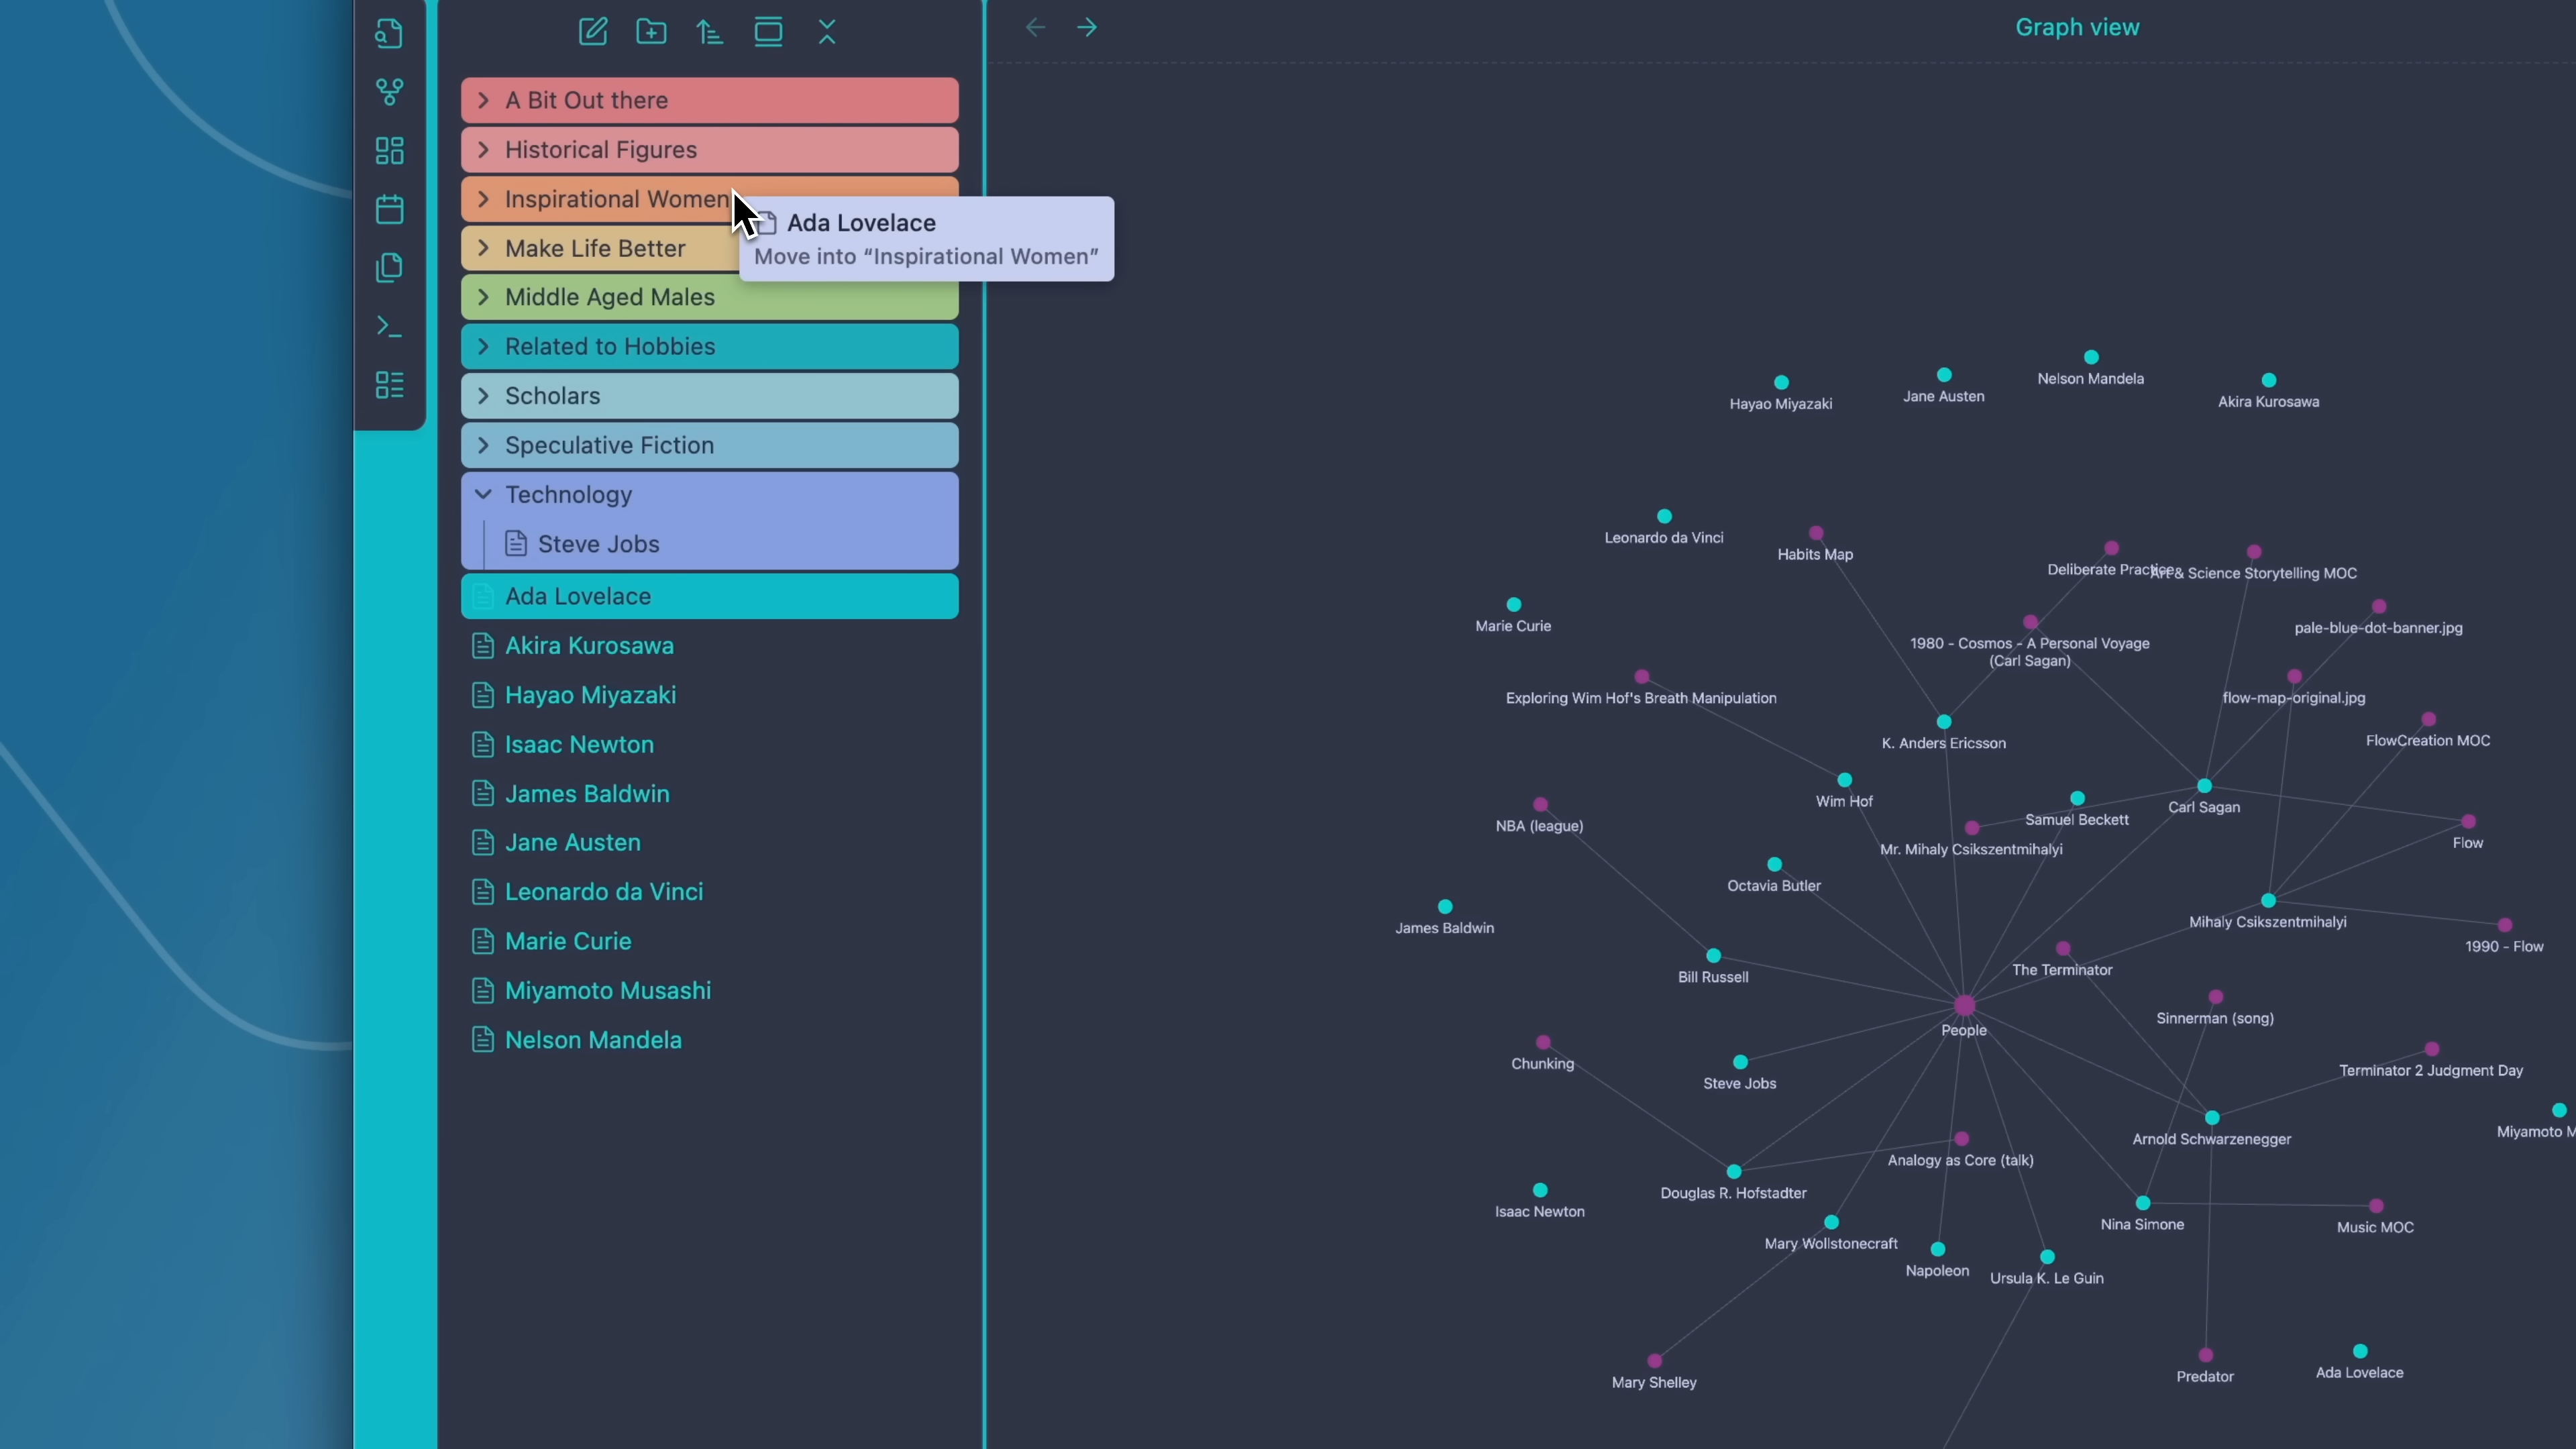 Graph view
A Bit Out there
Historical Figures
Inspirational Women
Ada Lovelace
Move into “Inspirational Women”
Make Life Better
Middle Aged Males
Related to Hobbies
Scholars
Speculative Fiction
Technology
Steve Jobs
Ada Lovelace
Akira Kurosawa
Hayao Miyazaki
Isaac Newton
James Baldwin
Jane Austen
Leonardo da Vinci
Marie Curie
Miyamoto Musashi
Nelson Mandela
Nelson Mandela
Jane Austen
Hayao Miyazaki
Akira Kurosawa
Leonardo da Vinci
Habits Map
Deliberate Practice
Art & Science Storytelling MOC
Marie Curie
pale-blue-dot-banner.jpg
1980 - Cosmos - A Personal Voyage
(Carl Sagan)
Exploring Wim Hof's Breath Manipulation
flow-map-original.jpg
K. Anders Ericsson
FlowCreation MOC
Wim Hof
Carl Sagan
NBA (league)
Samuel Beckett
Flow
Mr. Mihaly Csikszentmihalyi
Octavia Butler
James Baldwin
Mihaly Csikszentmihalyi
1990 - Flow
Bill Russell
The Terminator
Sinnerman (song)
People
Chunking
Steve Jobs
Terminator 2 Judgment Day
Arnold Schwarzenegger
Miyamoto M
Analogy as Core (talk)
Douglas R. Hofstadter
Isaac Newton
Nina Simone
Music MOC
Mary Wollstonecraft
Napoleon
Ursula K. Le Guin
Mary Shelley
Predator
Ada Lovelace